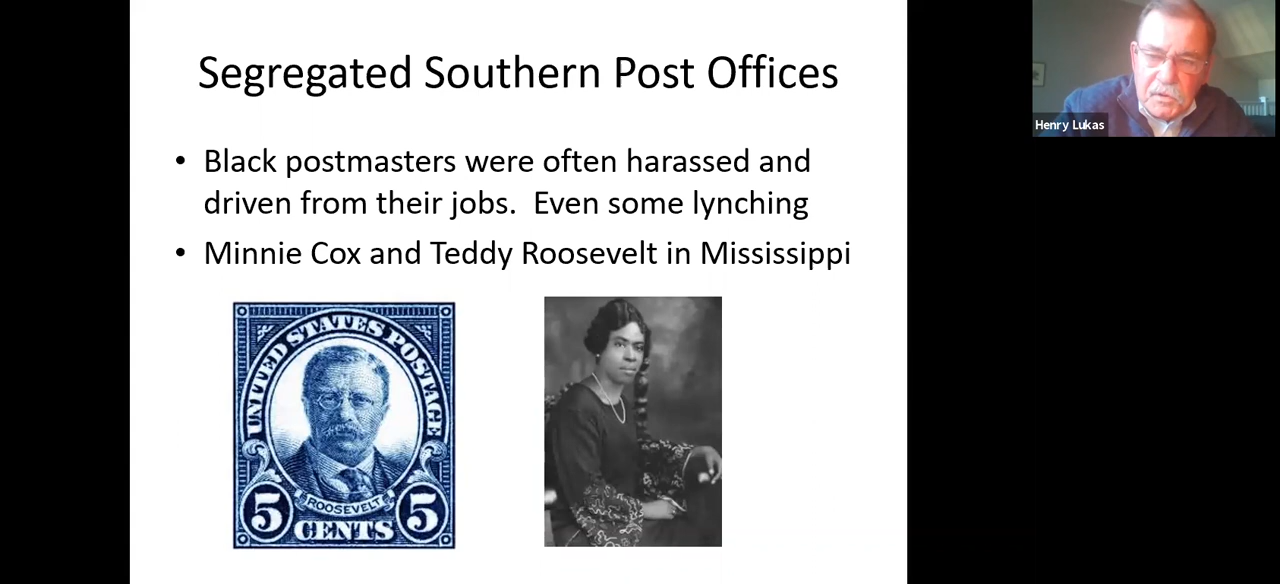 Segregated Southern Post Offices
• Black postmasters were often harassed and
driven from their jobs.  Even some lynching
• Minnie Cox and Teddy Roosevelt in Mississippi
UNITED STATES POSTAGE
ROOSEVELT
5 CENTS 5
Henry Lukas